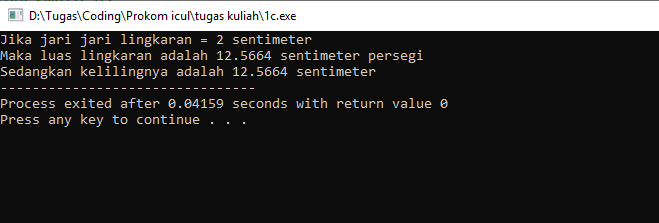 D:\Tugas\Coding\Prokom icul\tugas kuliah\1c.exe
Jika jari jari lingkaran = 2 sentimeter
Maka luas lingkaran adalah 12.5664 sentimeter persegi
Sedangkan kelilingnya adalah 12.5664 sentimeter
--------------------------------
Process exited after 0.04159 seconds with return value 0
Press any key to continue . . .